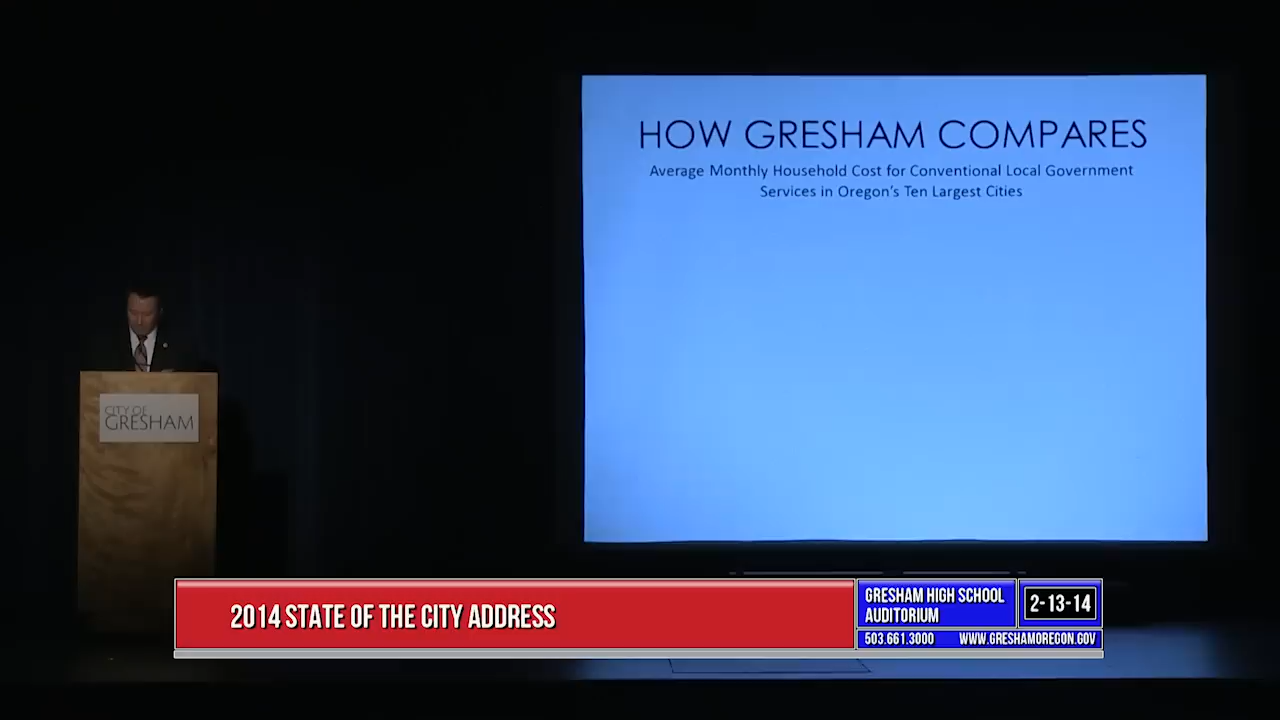 HOW GRESHAM COMPARES
Average Monthly Household Cost for Conventional Local Government
Services in Oregon's Ten Largest Cities
CITY OF
GRESHAM
2014 STATE OF THE CITY ADDRESS
GRESHAM HIGH SCHOOL
AUDITORIUM
2-13-14
503.661.3000 WWW.GRESHAMOREGON.GOV